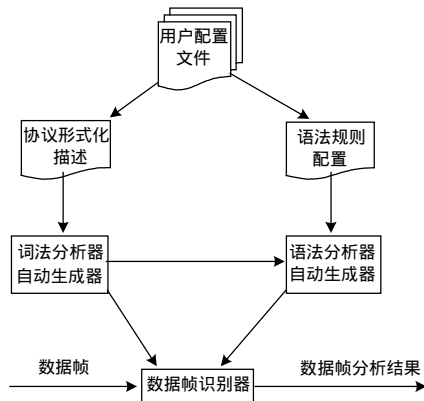 用户配置
文件
协议形式化
描述
语法规则
配置
词法分析器
自动生成器
语法分析器
自动生成器
数据帧
数据帧识别器
数据帧分析结果